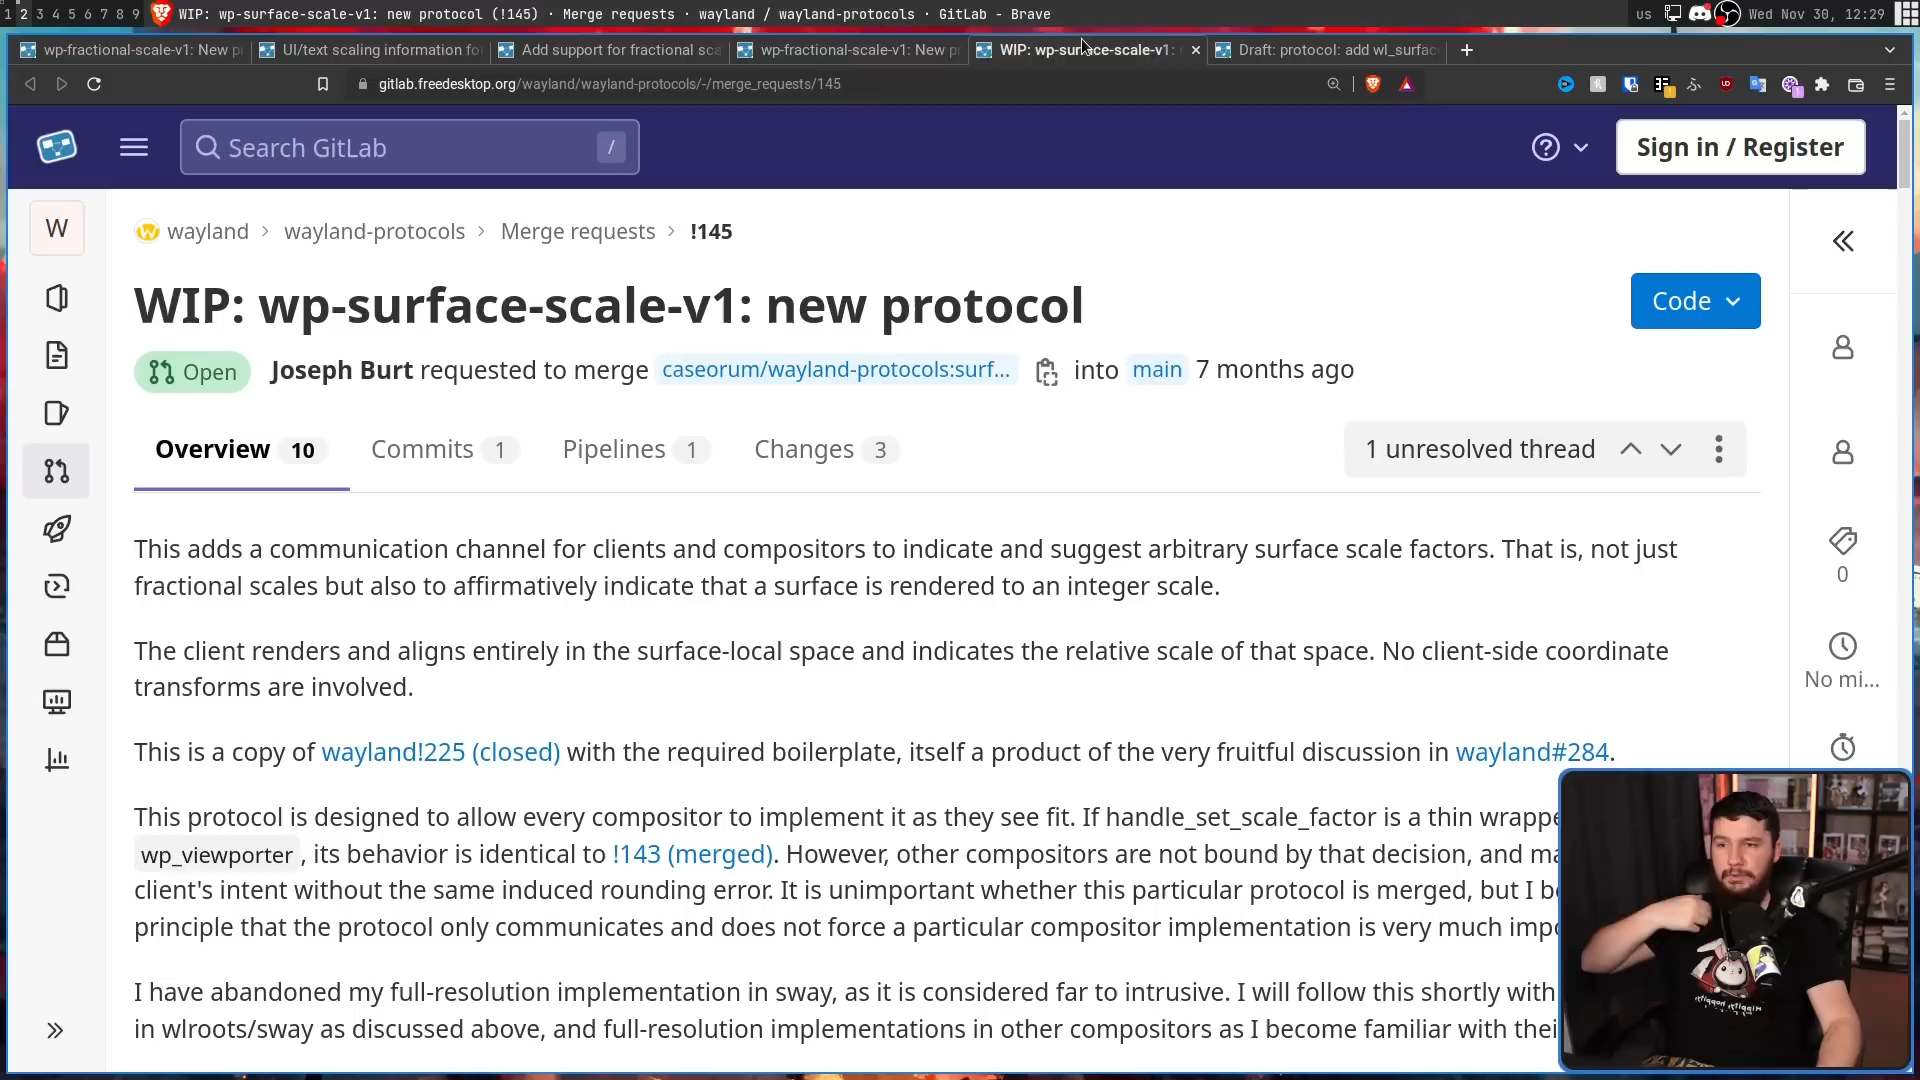 1 2 3 4 5 6 7 8 9 WIP: wp-surface-scale-v1: new protocol (!145) · Merge requests · wayland / wayland-protocols · GitLab - Brave us Wed Nov 30, 12:29
wp-fractional-scale-v1: New p UI/text scaling information fo Add support for fractional sca wp-fractional-scale-v1: New p WIP: wp-surface-scale-v1: Draft: protocol: add wl_surfac
gitlab.freedesktop.org/wayland/wayland-protocols/-/merge_requests/145
Search GitLab /
Sign in / Register
W
wayland > wayland-protocols > Merge requests > !145
WIP: wp-surface-scale-v1: new protocol
Code
Open Joseph Burt requested to merge caseorum/wayland-protocols:surf... into main 7 months ago
Overview 10 Commits 1 Pipelines 1 Changes 3
1 unresolved thread
This adds a communication channel for clients and compositors to indicate and suggest arbitrary surface scale factors. That is, not just
fractional scales but also to affirmatively indicate that a surface is rendered to an integer scale.
0
The client renders and aligns entirely in the surface-local space and indicates the relative scale of that space. No client-side coordinate
transforms are involved.
No mi...
This is a copy of wayland!225 (closed) with the required boilerplate, itself a product of the very fruitful discussion in wayland#284.
This protocol is designed to allow every compositor to implement it as they see fit. If handle_set_scale_factor is a thin wrappe
wp_viewporter , its behavior is identical to !143 (merged). However, other compositors are not bound by that decision, and ma
client's intent without the same induced rounding error. It is unimportant whether this particular protocol is merged, but I be
principle that the protocol only communicates and does not force a particular compositor implementation is very much impo
I have abandoned my full-resolution implementation in sway, as it is considered far to intrusive. I will follow this shortly with
in wlroots/sway as discussed above, and full-resolution implementations in other compositors as I become familiar with thei